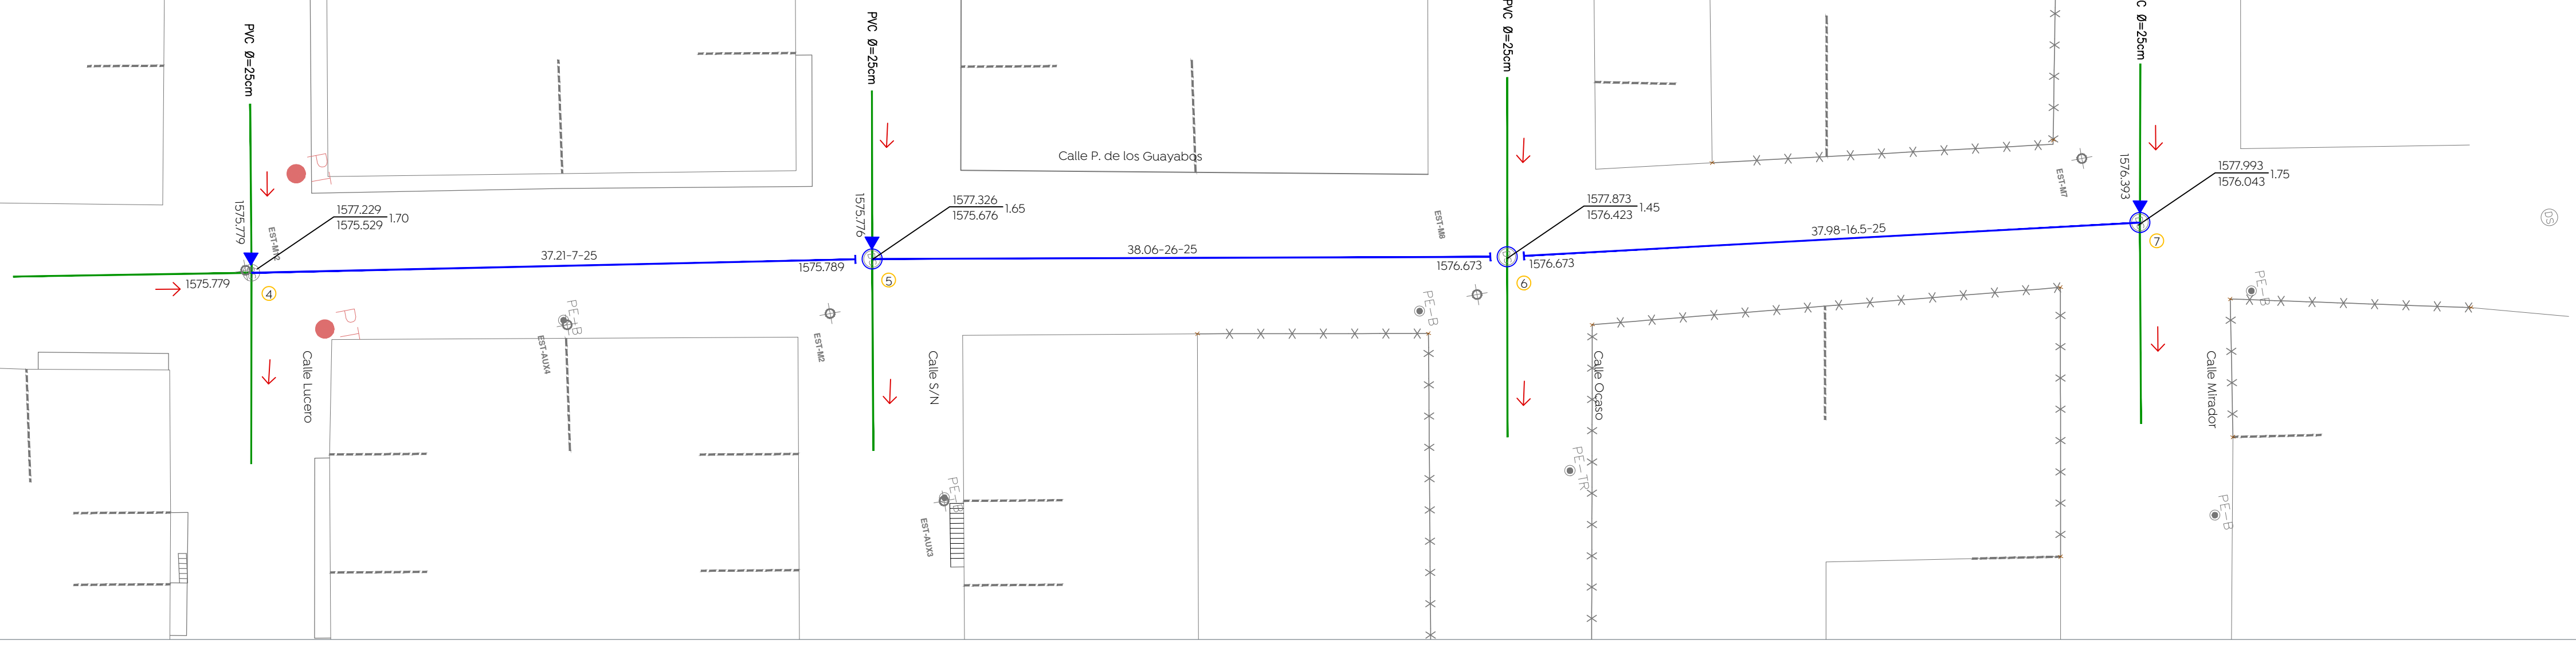 PVC Ø=25cm
PVC Ø=25cm
PVC Ø=25cm
C Ø=25cm
Calle P. de los Guayabos
1575.779
1575.776
1576.393
1577.229
1575.529
1.70
1577.326
1575.676
1.65
1577.873
1576.423
1.45
1577.993
1576.043
1.75
EST-M6
EST-M7
DS
37.21-7-25
38.06-26-25
37.98-16.5-25
1575.779
1575.789
1576.673
1576.673
4
5
6
7
PE-B
PE-B
PE-B
EST-AUX4
EST-M2
Calle Lucero
Calle S/N
Calle Ocaso
Calle Mirador
PE-TR
PE-B
PE-B
EST-AUX3